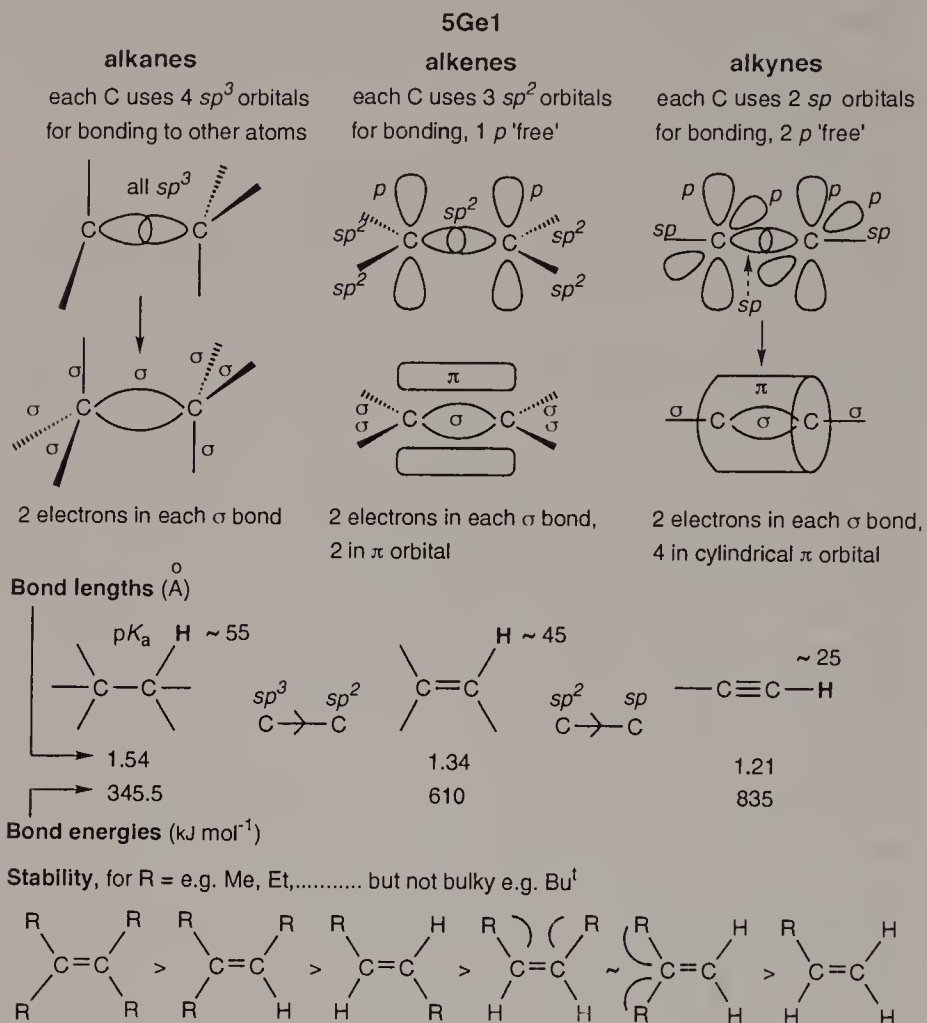 5Ge1
alkanes
each C uses 4 sp³ orbitals
for bonding to other atoms
alkenes
each C uses 3 sp² orbitals
for bonding, 1 p 'free'
alkynes
each C uses 2 sp orbitals
for bonding, 2 p 'free'
all sp³
C C
p p
sp²
sp² C C sp²
sp² sp²
p p p p
sp C C sp
sp
σ σ σ σ
σ C C
σ σ
π
σ C σ C σ
σ σ
π
σ C σ C σ
2 electrons in each σ bond
2 electrons in each σ bond,
2 in π orbital
2 electrons in each σ bond,
4 in cylindrical π orbital
Bond lengths (Å)
pKa H ~ 55
C C
sp³ sp²
C C
H ~ 45
C=C
sp² sp
C C
~ 25
C≡C H
1.54 1.34 1.21
345.5 610 835
Bond energies (kJ mol⁻¹)
Stability, for R = e.g. Me, Et,........... but not bulky e.g. Buᵗ
R R R R R H R R R H R H
C=C > C=C > C=C > C=C ~ C=C > C=C
R R R H H R H H R H H H